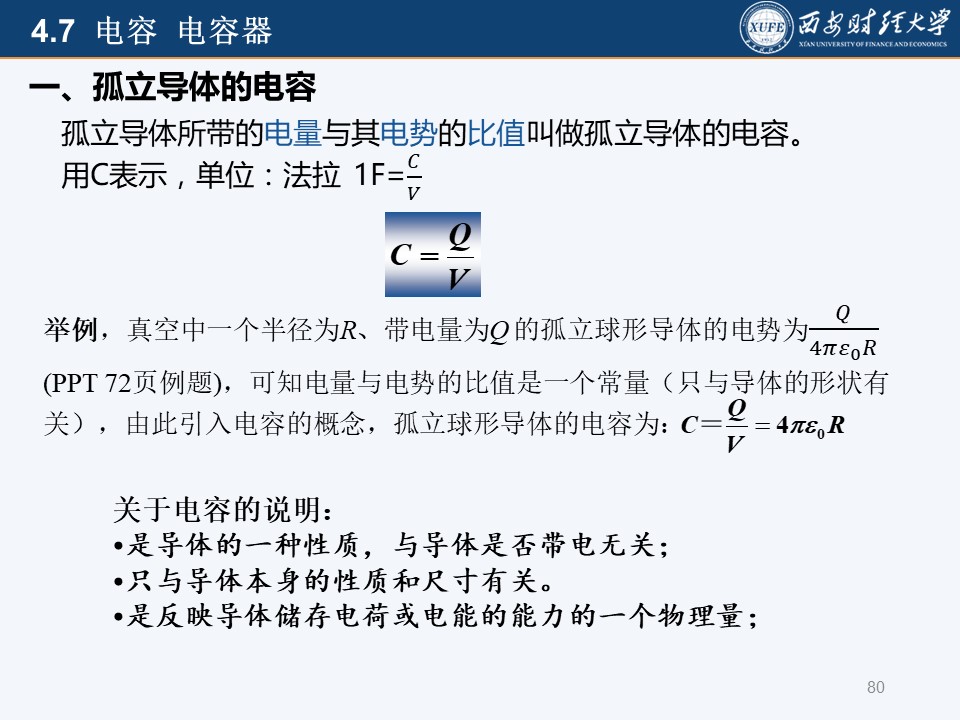 4.7 电容 电容器
XUFE 西安财经大学
XI'AN UNIVERSITY OF FINANCE AND ECONOMICS
一、孤立导体的电容
孤立导体所带的电量与其电势的比值叫做孤立导体的电容。
用C表示，单位：法拉 1F=C/V
C = Q/V
举例，真空中一个半径为R、带电量为Q 的孤立球形导体的电势为 Q/4πε₀R
(PPT 72页例题)，可知电量与电势的比值是一个常量（只与导体的形状有
关），由此引入电容的概念，孤立球形导体的电容为: C＝Q/V = 4πε₀R
关于电容的说明：
•是导体的一种性质，与导体是否带电无关；
•只与导体本身的性质和尺寸有关。
•是反映导体储存电荷或电能的能力的一个物理量；
80